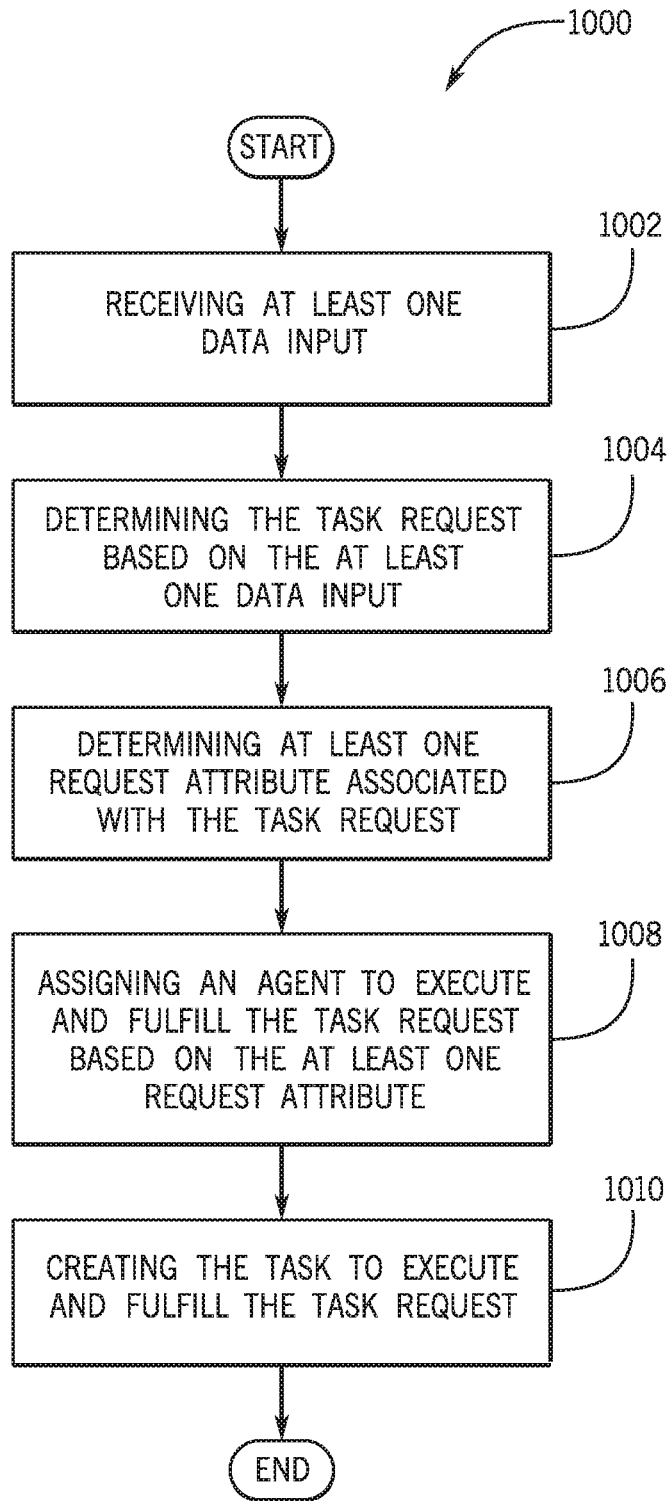 1000
START
1002
RECEIVING AT LEAST ONE
DATA INPUT
1004
DETERMINING THE TASK REQUEST
BASED ON THE AT LEAST
ONE DATA INPUT
1006
DETERMINING AT LEAST ONE
REQUEST ATTRIBUTE ASSOCIATED
WITH THE TASK REQUEST
1008
ASSIGNING AN AGENT TO EXECUTE
AND FULFILL THE TASK REQUEST
BASED ON THE AT LEAST ONE
REQUEST ATTRIBUTE
1010
CREATING THE TASK TO EXECUTE
AND FULFILL THE TASK REQUEST
END